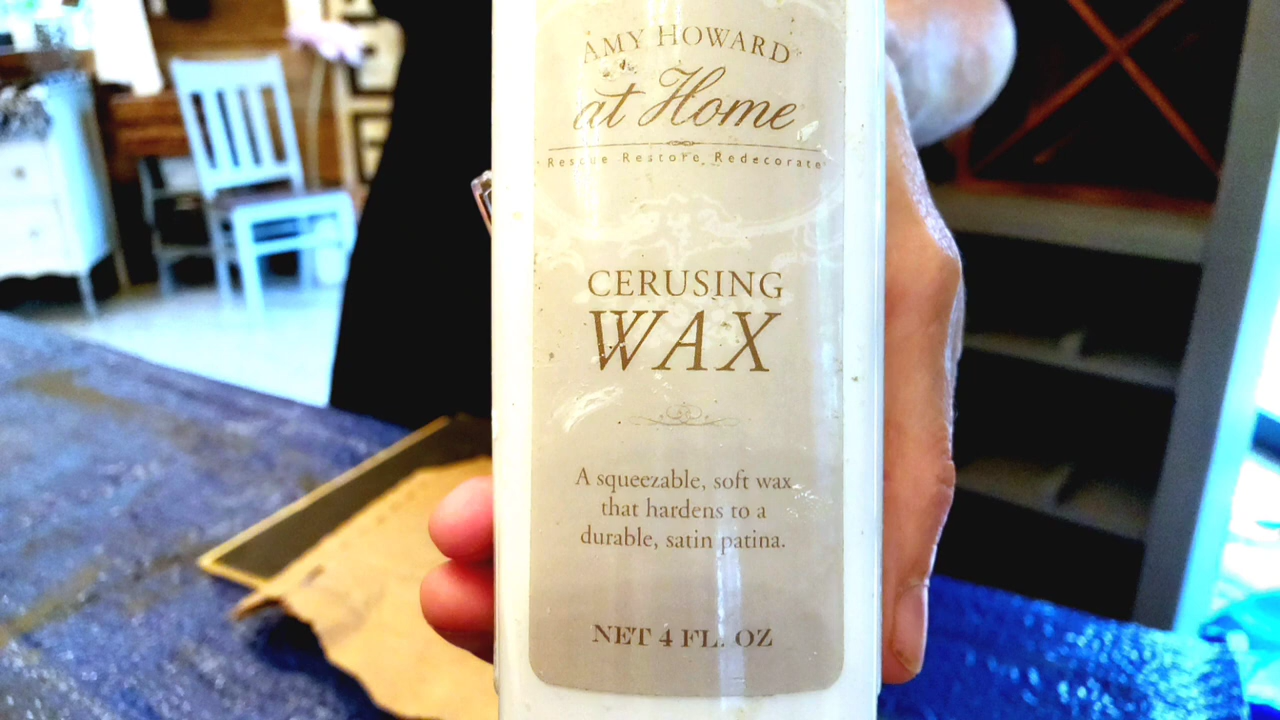 AMY HOWARD
at Home
Rescue Restore Redecorate
CERUSING
WAX
A squeezable, soft wax
that hardens to a
durable, satin patina.
NET 4 FL. OZ